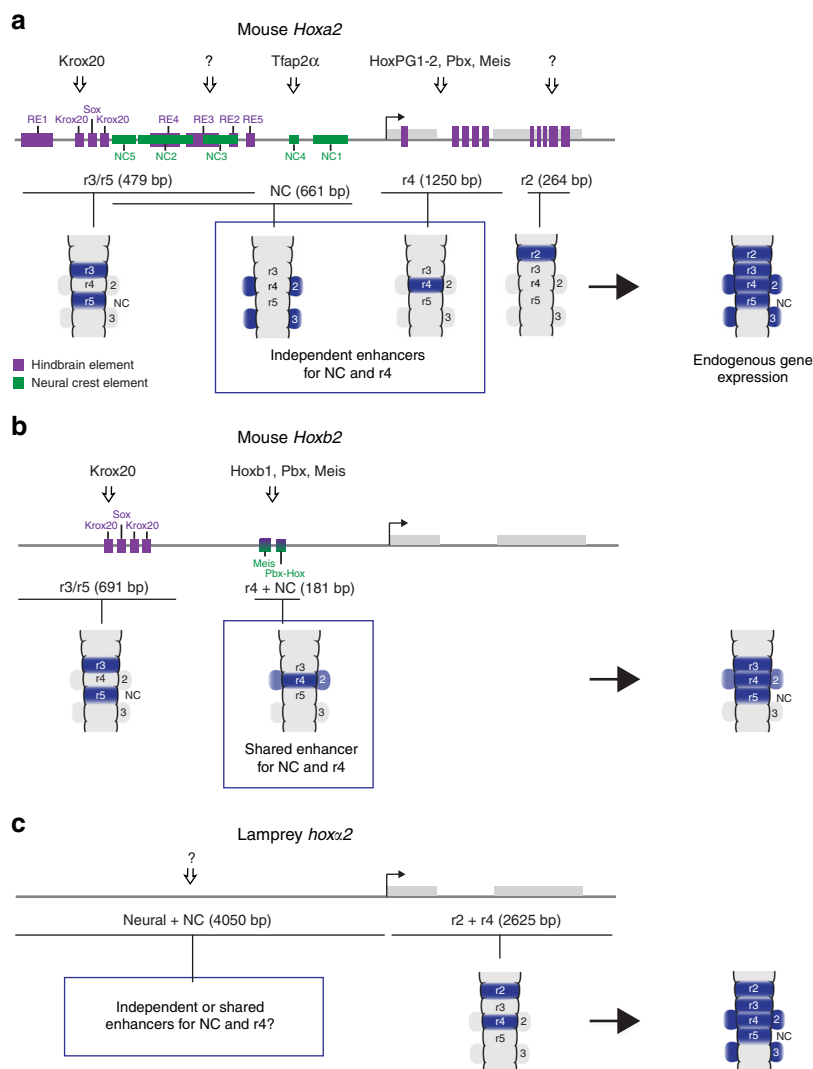 a
Mouse Hoxa2
Krox20
?
Tfap2α
HoxPG1-2, Pbx, Meis
?
Sox
RE1
Krox20
Krox20
RE4
RE3
RE2
RE5
NC5
NC2
NC3
NC4
NC1
r3/r5 (479 bp)
NC (661 bp)
r4 (1250 bp)
r2 (264 bp)
r3
r4
2
r5
NC
3
r3
r4
2
r5
3
r3
r4
2
r5
3
r2
r3
r4
2
r5
3
r2
r3
r4
2
r5
NC
3
Hindbrain element
Neural crest element
Independent enhancers
for NC and r4
Endogenous gene
expression
b
Mouse Hoxb2
Krox20
Hoxb1, Pbx, Meis
Sox
Krox20
Krox20
Meis
Pbx-Hox
r3/r5 (691 bp)
r4 + NC (181 bp)
r3
r4
2
r5
NC
3
r3
r4
2
r5
3
Shared enhancer
for NC and r4
r3
r4
2
r5
NC
3
c
Lamprey hoxα2
?
Neural + NC (4050 bp)
r2 + r4 (2625 bp)
Independent or shared
enhancers for NC and r4?
r2
r3
r4
2
r5
3
r2
r3
r4
2
r5
NC
3